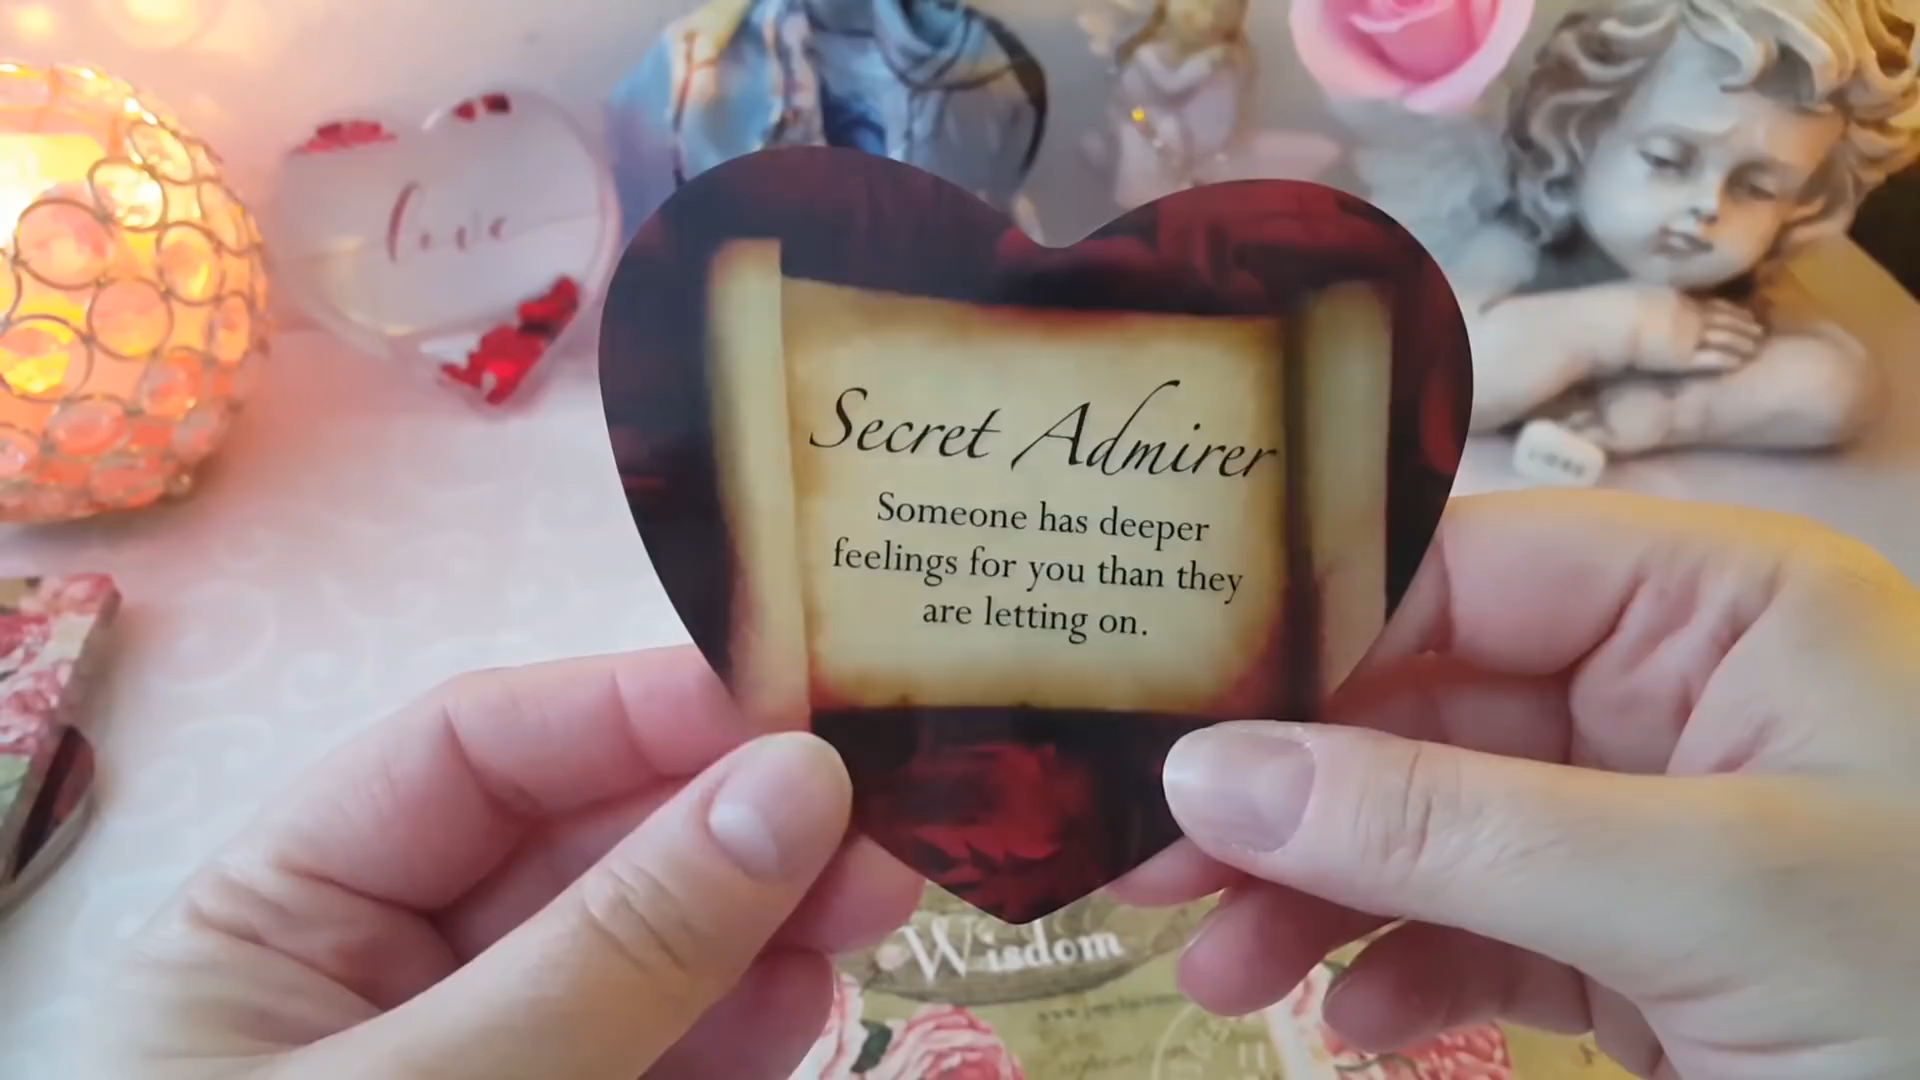 love
Secret Admirer
Someone has deeper
feelings for you than they
are letting on.
Wisdom